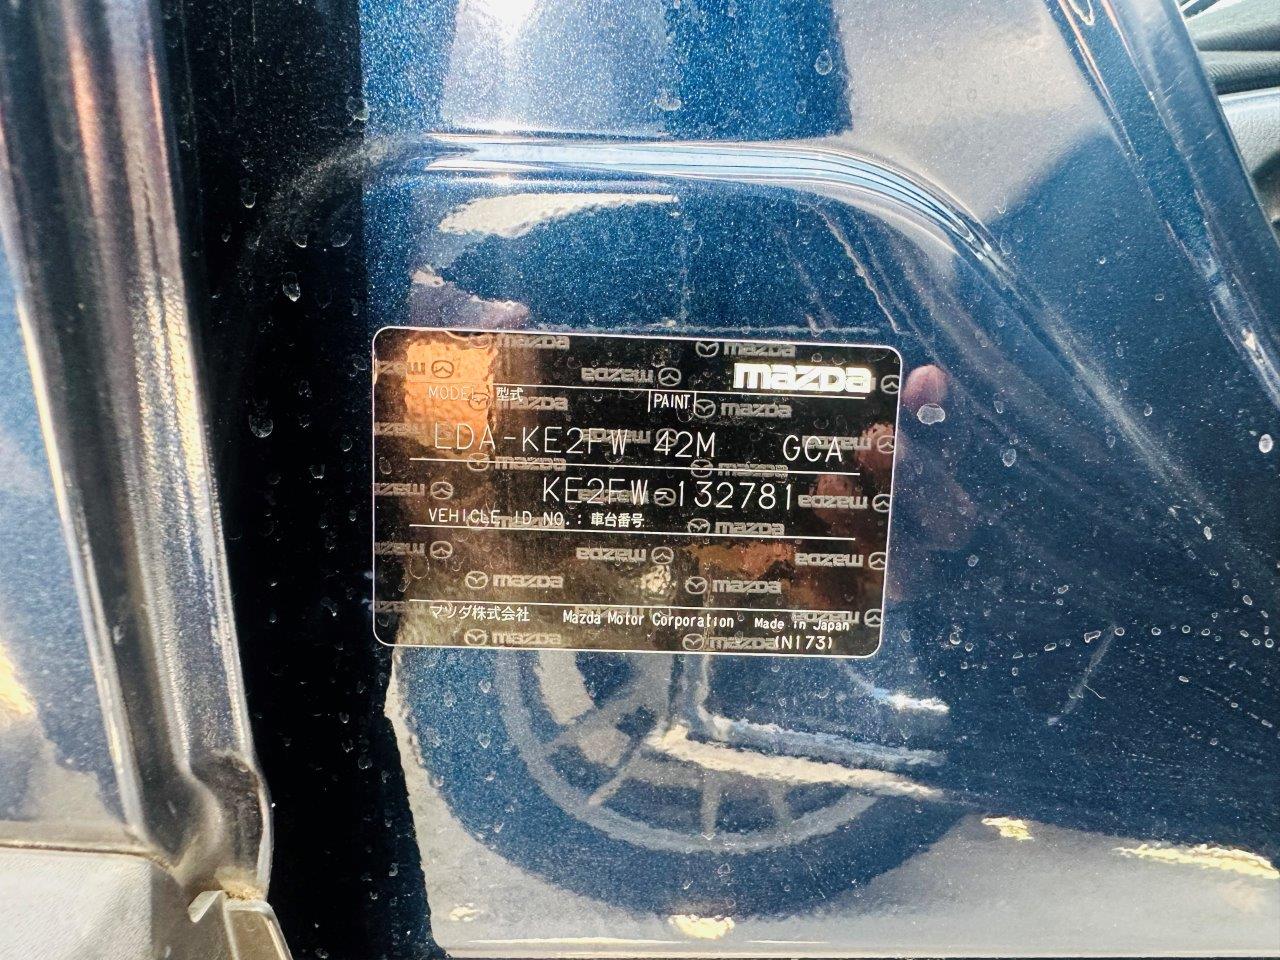 mazda
MODEL 型式 PAINT
LDA-KE2FW 42M GCA
KE2FW-132781
VEHICLE ID NO.: 車台番号
マツダ株式会社 Mazda Motor Corporation Made in Japan
(N173)